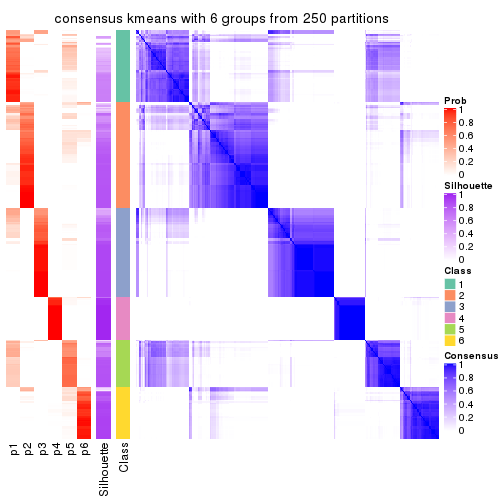 consensus kmeans with 6 groups from 250 partitions
Prob
1
0.8
0.6
0.4
0.2
0
Silhouette
1
0.8
0.6
0.4
0.2
0
Class
1
2
3
4
5
6
Consensus
1
0.8
0.6
0.4
0.2
0
p1
p2
p3
p4
p5
p6
Silhouette
Class